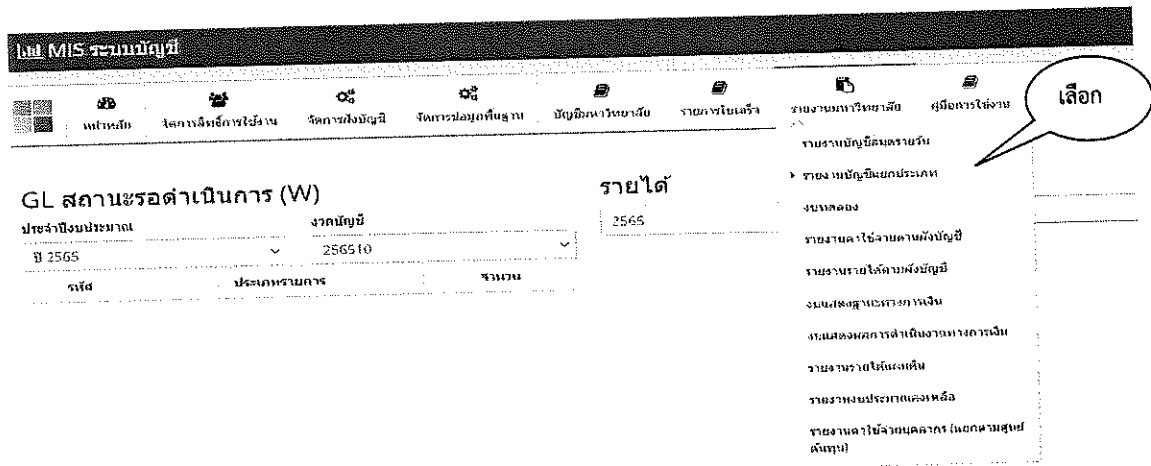 MIS ระบบบัญชี
หน้าหลัก
จัดการสิทธิ์การใช้งาน
จัดการผังบัญชี
จัดการข้อมูลพื้นฐาน
บัญชีมหาวิทยาลัย
รายการใบเสร็จ
รายงานมหาวิทยาลัย
คู่มือการใช้งาน
เลือก
รายงานบัญชีสมุดรายวัน
รายงานบัญชีแยกประเภท
งบทดลอง
รายงานค่าใช้จ่ายตามผังบัญชี
รายงานรายได้ตามผังบัญชี
งบแสดงฐานะทางการเงิน
งบแสดงผลการดำเนินงานทางการเงิน
รายงานรายได้แผ่นดิน
รายงานงบประมาณคงเหลือ
รายงานค่าใช้จ่ายบุคลากร (แยกตามศูนย์
ต้นทุน)
GL สถานะรอดำเนินการ (W)
ประจำปีงบประมาณ
งวดบัญชี
ปี 2565
256510
รหัส
ประเภทรายการ
จำนวน
รายได้
2565